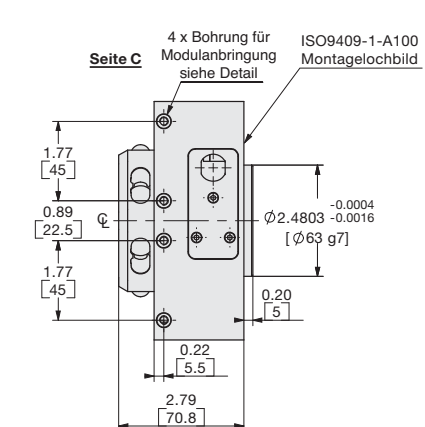 4 x Bohrung für
Modulanbringung
siehe Detail
ISO9409-1-A100
Montagelochbild
Seite C
1.77
[45]
0.89
[22.5]
℄
1.77
[45]
-0.0004
∅2.4803 -0.0016
[∅63 g7]
0.20
[5]
0.22
[5.5]
2.79
[70.8]